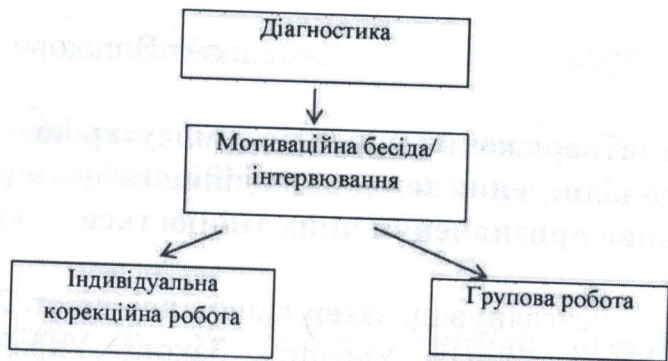 Діагностика
Мотиваційна бесіда/
інтервювання
Індивідуальна
корекційна робота
Групова робота